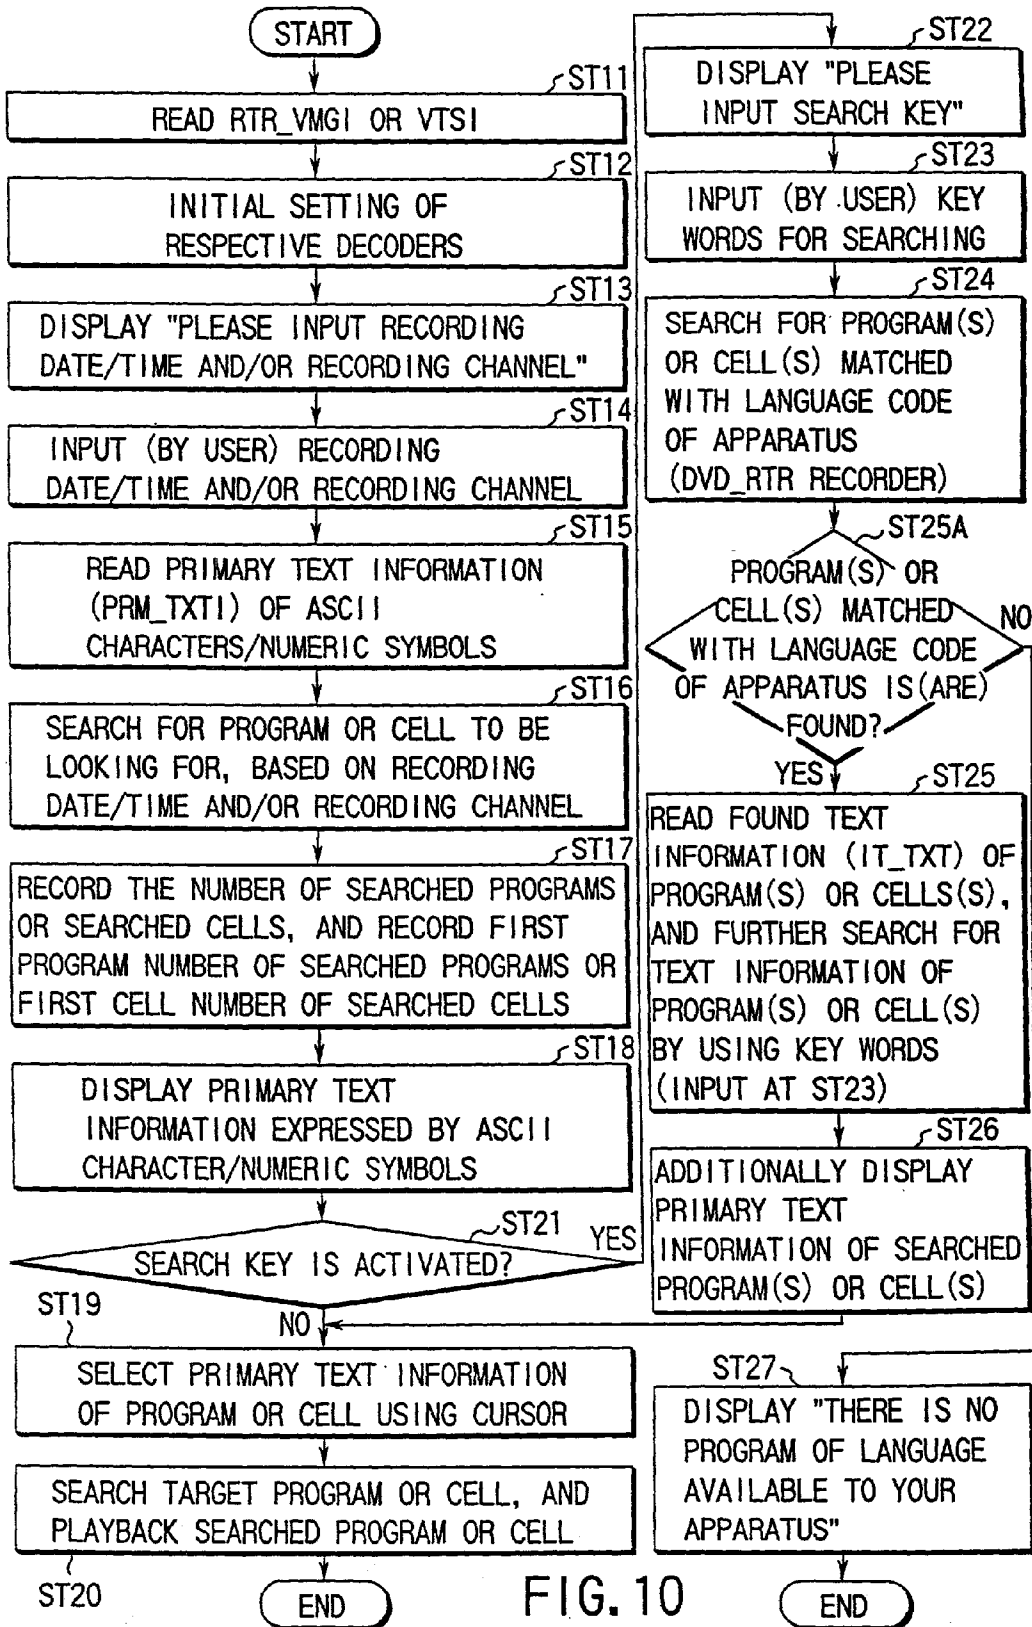 START
ST11
READ RTR_VMGI OR VTSI
ST12
INITIAL SETTING OF
RESPECTIVE DECODERS
ST13
DISPLAY "PLEASE INPUT RECORDING
DATE/TIME AND/OR RECORDING CHANNEL"
ST14
INPUT (BY USER) RECORDING
DATE/TIME AND/OR RECORDING CHANNEL
ST15
READ PRIMARY TEXT INFORMATION
(PRM_TXTI) OF ASCII
CHARACTERS/NUMERIC SYMBOLS
ST16
SEARCH FOR PROGRAM OR CELL TO BE
LOOKING FOR, BASED ON RECORDING
DATE/TIME AND/OR RECORDING CHANNEL
ST17
RECORD THE NUMBER OF SEARCHED PROGRAMS
OR SEARCHED CELLS, AND RECORD FIRST
PROGRAM NUMBER OF SEARCHED PROGRAMS OR
FIRST CELL NUMBER OF SEARCHED CELLS
ST18
DISPLAY PRIMARY TEXT
INFORMATION EXPRESSED BY ASCII
CHARACTER/NUMERIC SYMBOLS
ST21
SEARCH KEY IS ACTIVATED?
YES
NO
ST19
SELECT PRIMARY TEXT INFORMATION
OF PROGRAM OR CELL USING CURSOR
SEARCH TARGET PROGRAM OR CELL, AND
PLAYBACK SEARCHED PROGRAM OR CELL
ST20
END
ST22
DISPLAY "PLEASE
INPUT SEARCH KEY"
ST23
INPUT (BY USER) KEY
WORDS FOR SEARCHING
ST24
SEARCH FOR PROGRAM(S)
OR CELL(S) MATCHED
WITH LANGUAGE CODE
OF APPARATUS
(DVD_RTR RECORDER)
ST25A
PROGRAM(S) OR
CELL(S) MATCHED
WITH LANGUAGE CODE
OF APPARATUS IS(ARE)
FOUND?
NO
YES
ST25
READ FOUND TEXT
INFORMATION (IT_TXT) OF
PROGRAM(S) OR CELLS(S),
AND FURTHER SEARCH FOR
TEXT INFORMATION OF
PROGRAM(S) OR CELL(S)
BY USING KEY WORDS
(INPUT AT ST23)
ST26
ADDITIONALLY DISPLAY
PRIMARY TEXT
INFORMATION OF SEARCHED
PROGRAM(S) OR CELL(S)
ST27
DISPLAY "THERE IS NO
PROGRAM OF LANGUAGE
AVAILABLE TO YOUR
APPARATUS"
END
FIG. 10